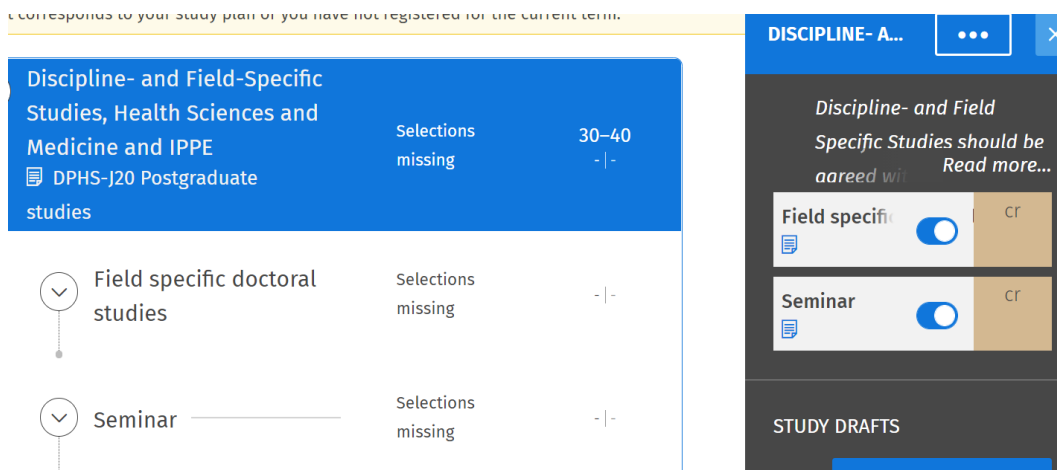 t corresponds to your study plan or you have not registered for the current term.
Discipline- and Field-Specific
Studies, Health Sciences and
Medicine and IPPE
DPHS-J20 Postgraduate
studies
Selections
missing
30–40
- | -
Field specific doctoral
studies
Selections
missing
- | -
Seminar
Selections
missing
- | -
DISCIPLINE- A...
Discipline- and Field
Specific Studies should be
agreed wit
Read more...
Field specific
cr
Seminar
cr
STUDY DRAFTS